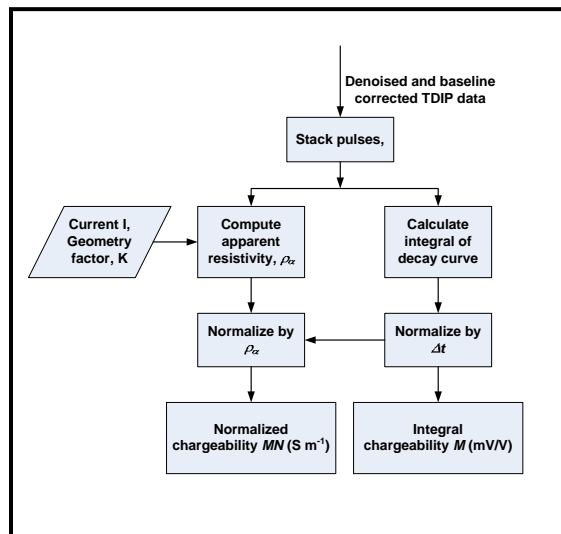 Denoised and baseline
corrected TDIP data
Stack pulses,
Current I,
Geometry
factor, K
Compute
apparent
resistivity, ρα
Calculate
integral of
decay curve
Normalize by
ρα
Normalize by
Δt
Normalized
chargeability MN (S m⁻¹)
Integral
chargeability M (mV/V)